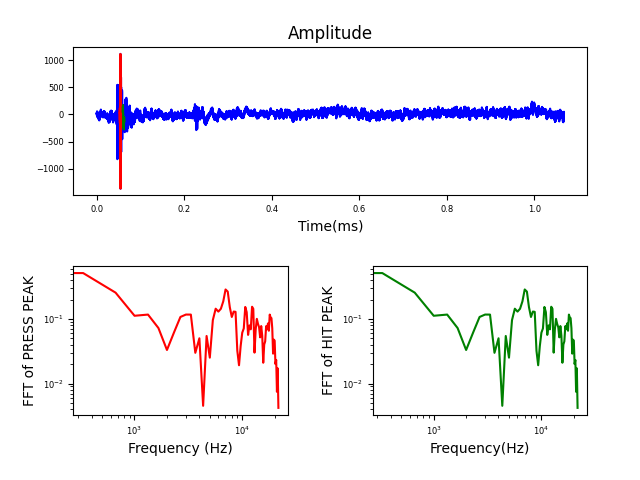 Amplitude
1000
500
0
−500
−1000
0.0 0.2 0.4 0.6 0.8 1.0
Time(ms)
FFT of PRESS PEAK
10⁻¹
10⁻²
10³ 10⁴
Frequency (Hz)
FFT of HIT PEAK
10⁻¹
10⁻²
10³ 10⁴
Frequency(Hz)